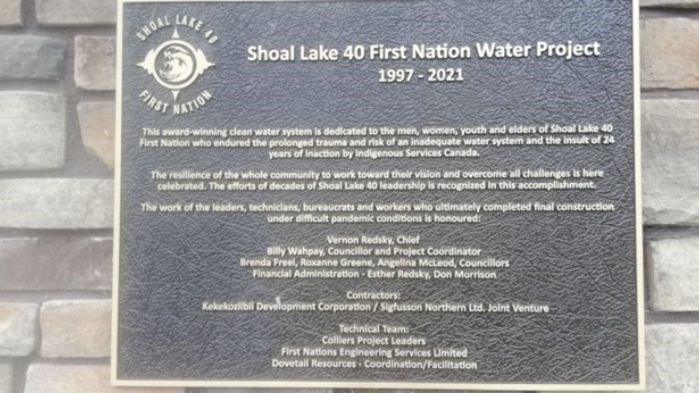 SHOAL LAKE 40
FIRST NATION
Shoal Lake 40 First Nation Water Project
1997 - 2021
This award-winning clean water system is dedicated to the men, women, youth and elders of Shoal Lake 40
First Nation who endured the prolonged trauma and risk of an inadequate water system and the insult of 24
years of inaction by Indigenous Services Canada.
The resilience of the whole community to work toward their vision and overcome all challenges is here
celebrated. The efforts of decades of Shoal Lake 40 leadership is recognized in this accomplishment.
The work of the leaders, technicians, bureaucrats and workers who ultimately completed final construction
under difficult pandemic conditions is honoured:
Vernon Redsky, Chief
Billy Wahpay, Councillor and Project Coordinator
Brenda Freel, Roxanne Greene, Angelina McLeod, Councillors
Financial Administration - Esther Redsky, Don Morrison
Contractors:
Kekekoziibii Development Corporation / Sigfusson Northern Ltd. Joint Venture
Technical Team:
Colliers Project Leaders
First Nations Engineering Services Limited
Dovetail Resources - Coordination/Facilitation